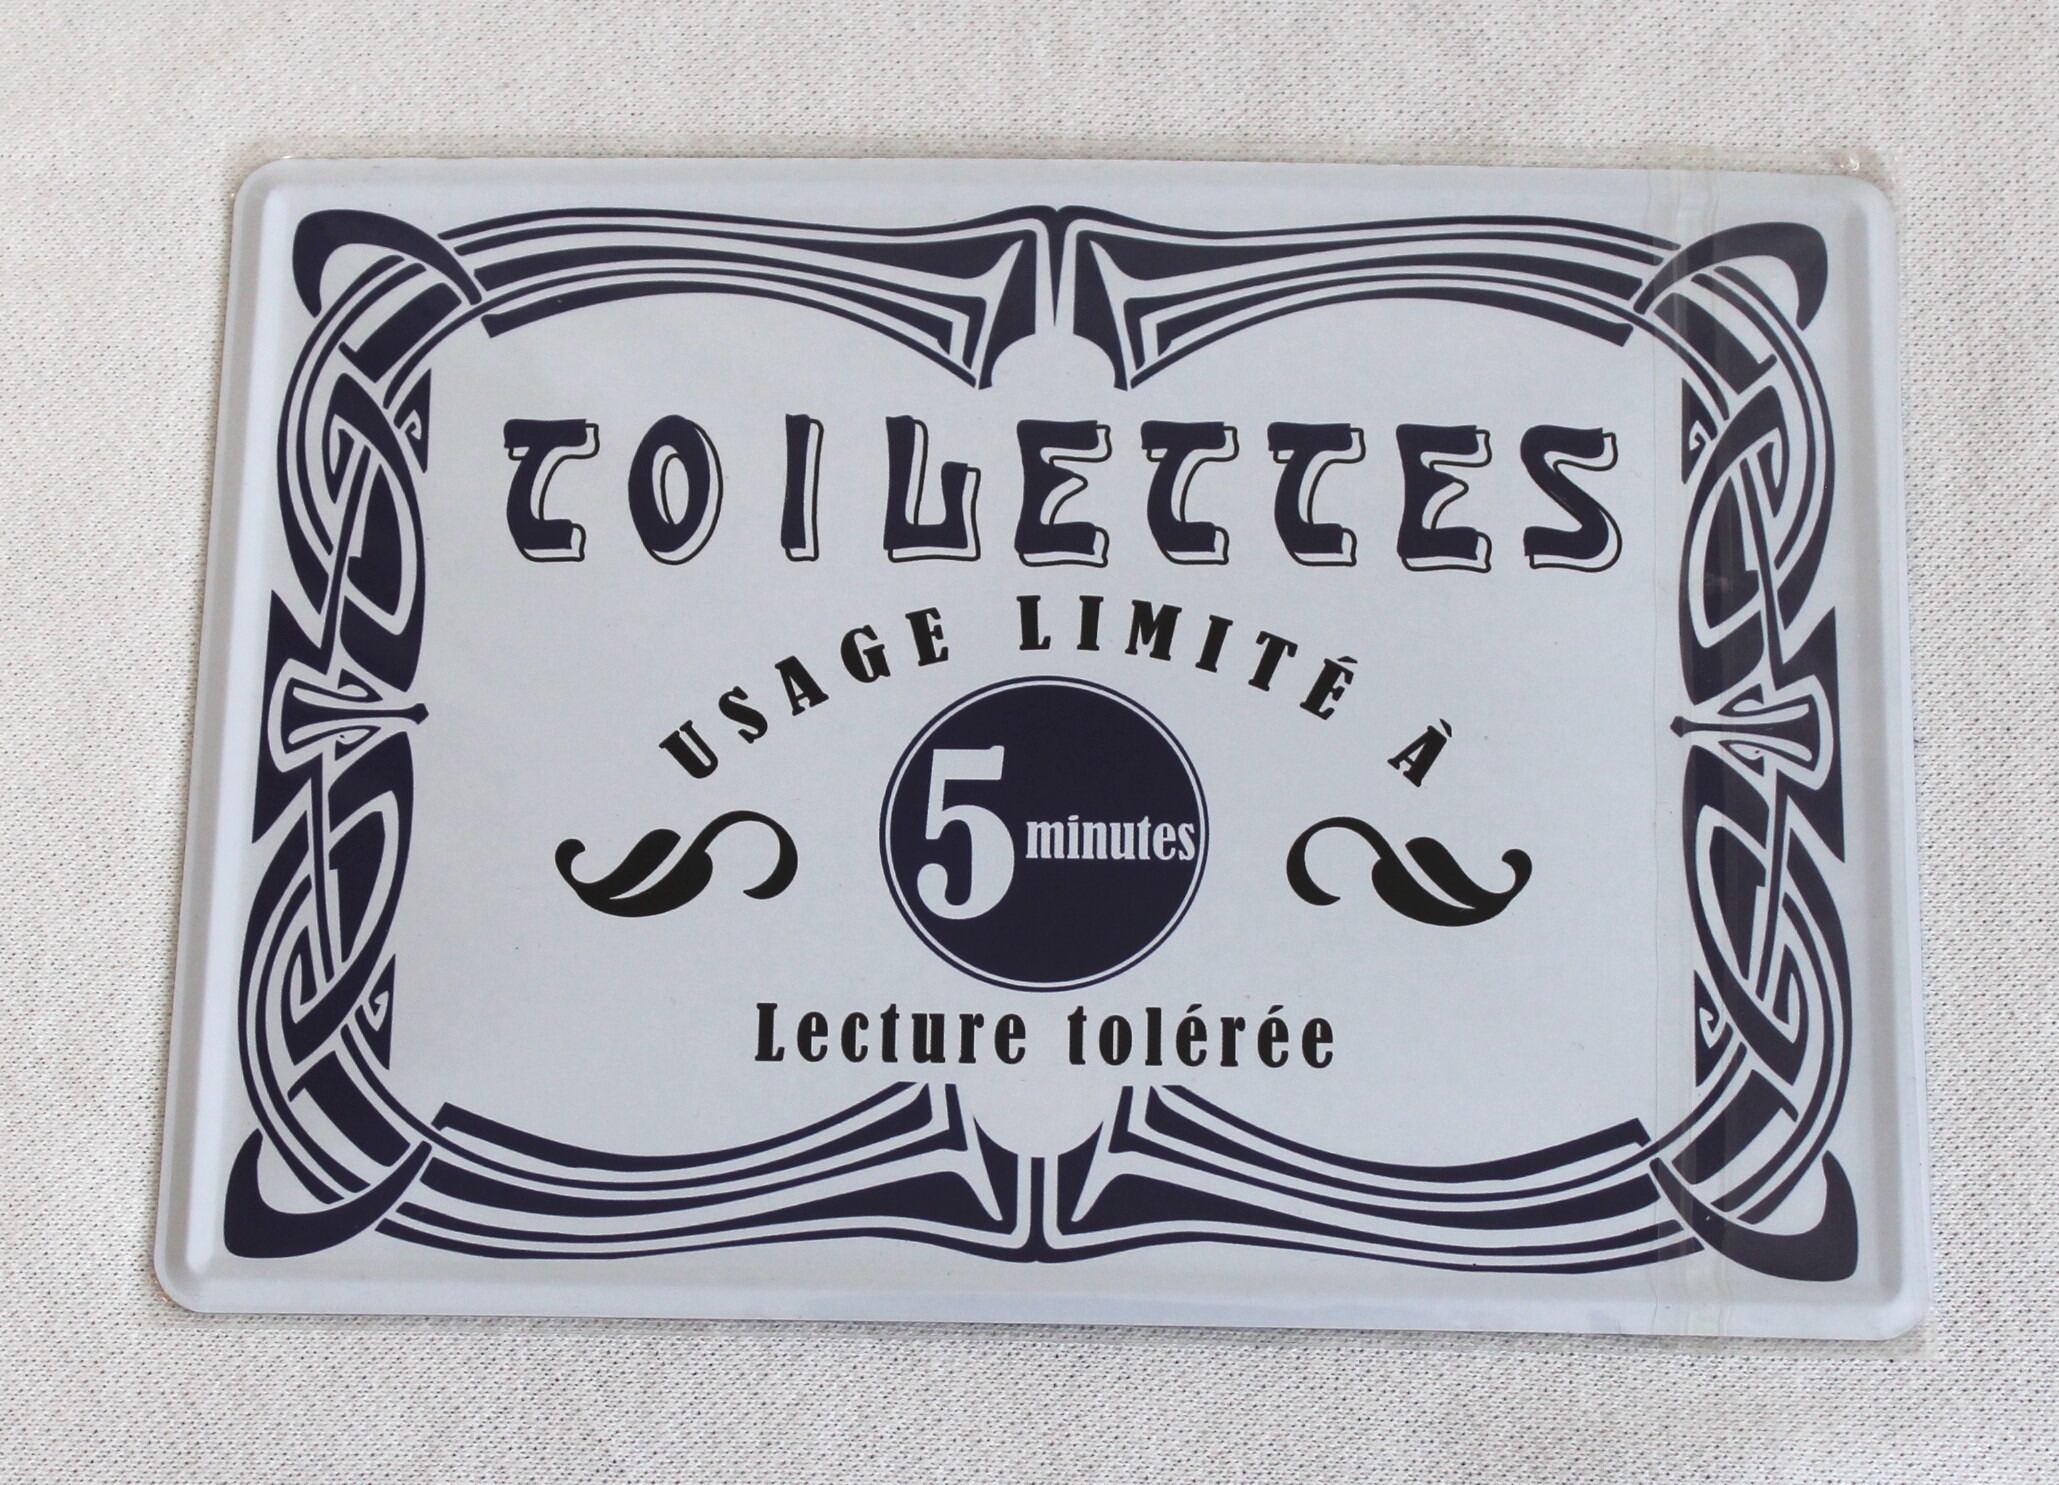 TOILETTES
USAGE LIMITÉ À
5 minutes
Lecture tolérée